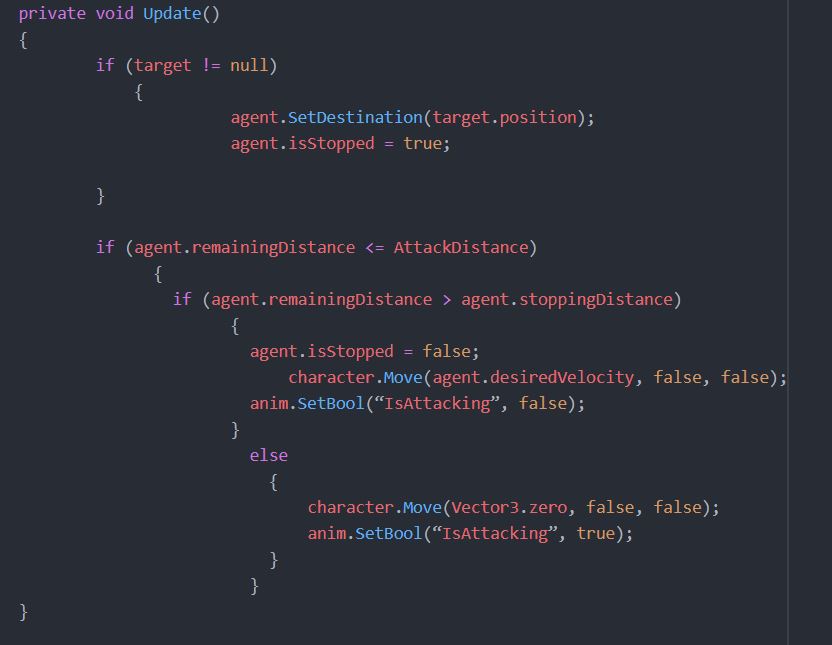 private void Update()
{
if (target != null)
{
agent.SetDestination(target.position);
agent.isStopped = true;
}
if (agent.remainingDistance <= AttackDistance)
{
if (agent.remainingDistance > agent.stoppingDistance)
{
agent.isStopped = false;
character.Move(agent.desiredVelocity, false, false);
anim.SetBool(“IsAttacking”, false);
}
else
{
character.Move(Vector3.zero, false, false);
anim.SetBool(“IsAttacking”, true);
}
}
}